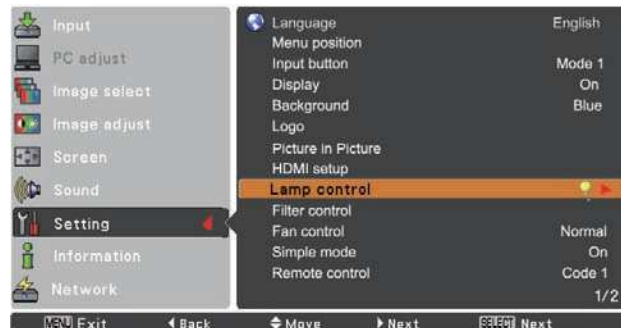 Input
PC adjust
Image select
Image adjust
Screen
Sound
Setting
Information
Network
Language English
Menu position
Input button Mode 1
Display On
Background Blue
Logo
Picture in Picture
HDMI setup
Lamp control
Filter control
Fan control Normal
Simple mode On
Remote control Code 1
1/2
MENU Exit Back Move Next SELECT Next